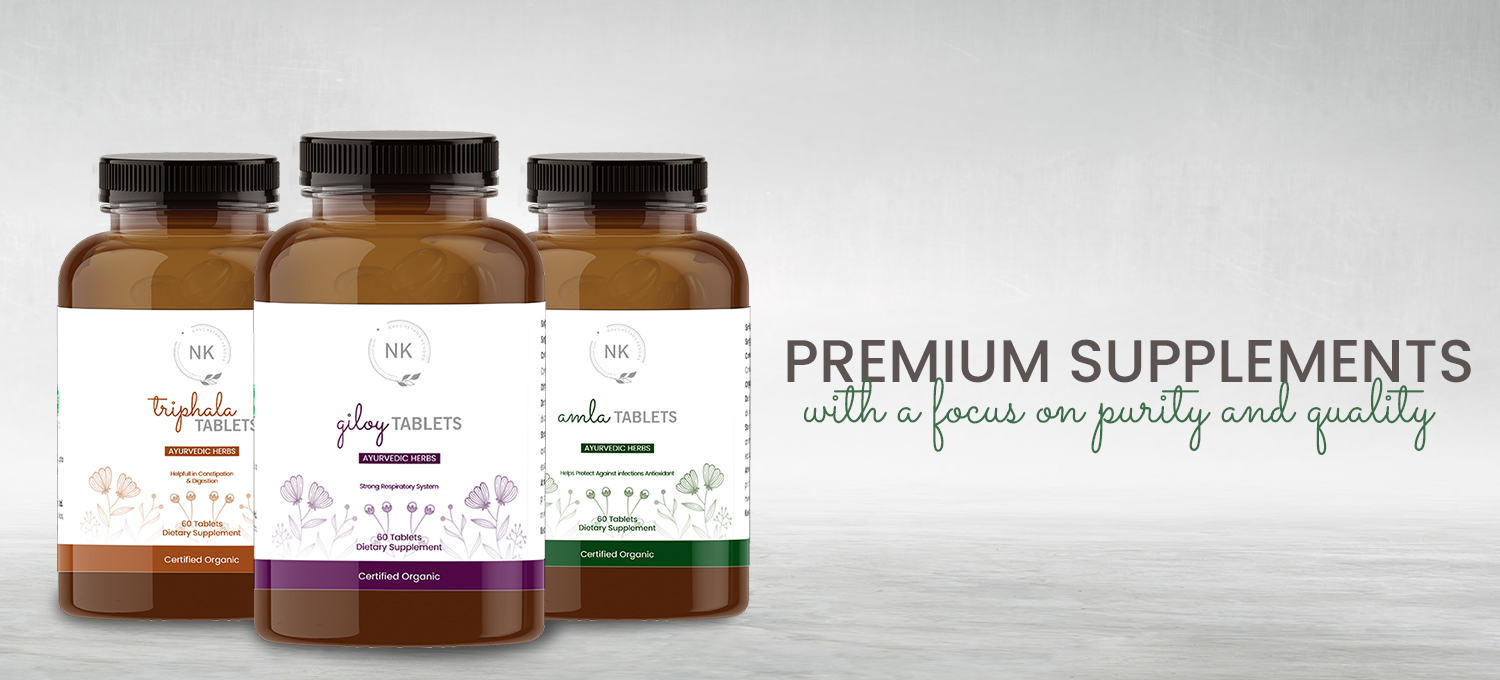 NK
triphala
TABLETS
AYURVEDIC HERBS
Helpfull in Constipation
& Digestion
60 Tablets
Dietary Supplement
Certified Organic
NK
giloy TABLETS
AYURVEDIC HERBS
Strong Respiratory System
60 Tablets
Dietary Supplement
Certified Organic
NK
amla TABLETS
AYURVEDIC HERBS
Helps Protect Against infections Antioxidant
60 Tablets
Dietary Supplement
Certified Organic
PREMIUM SUPPLEMENTS
with a focus on purity and quality